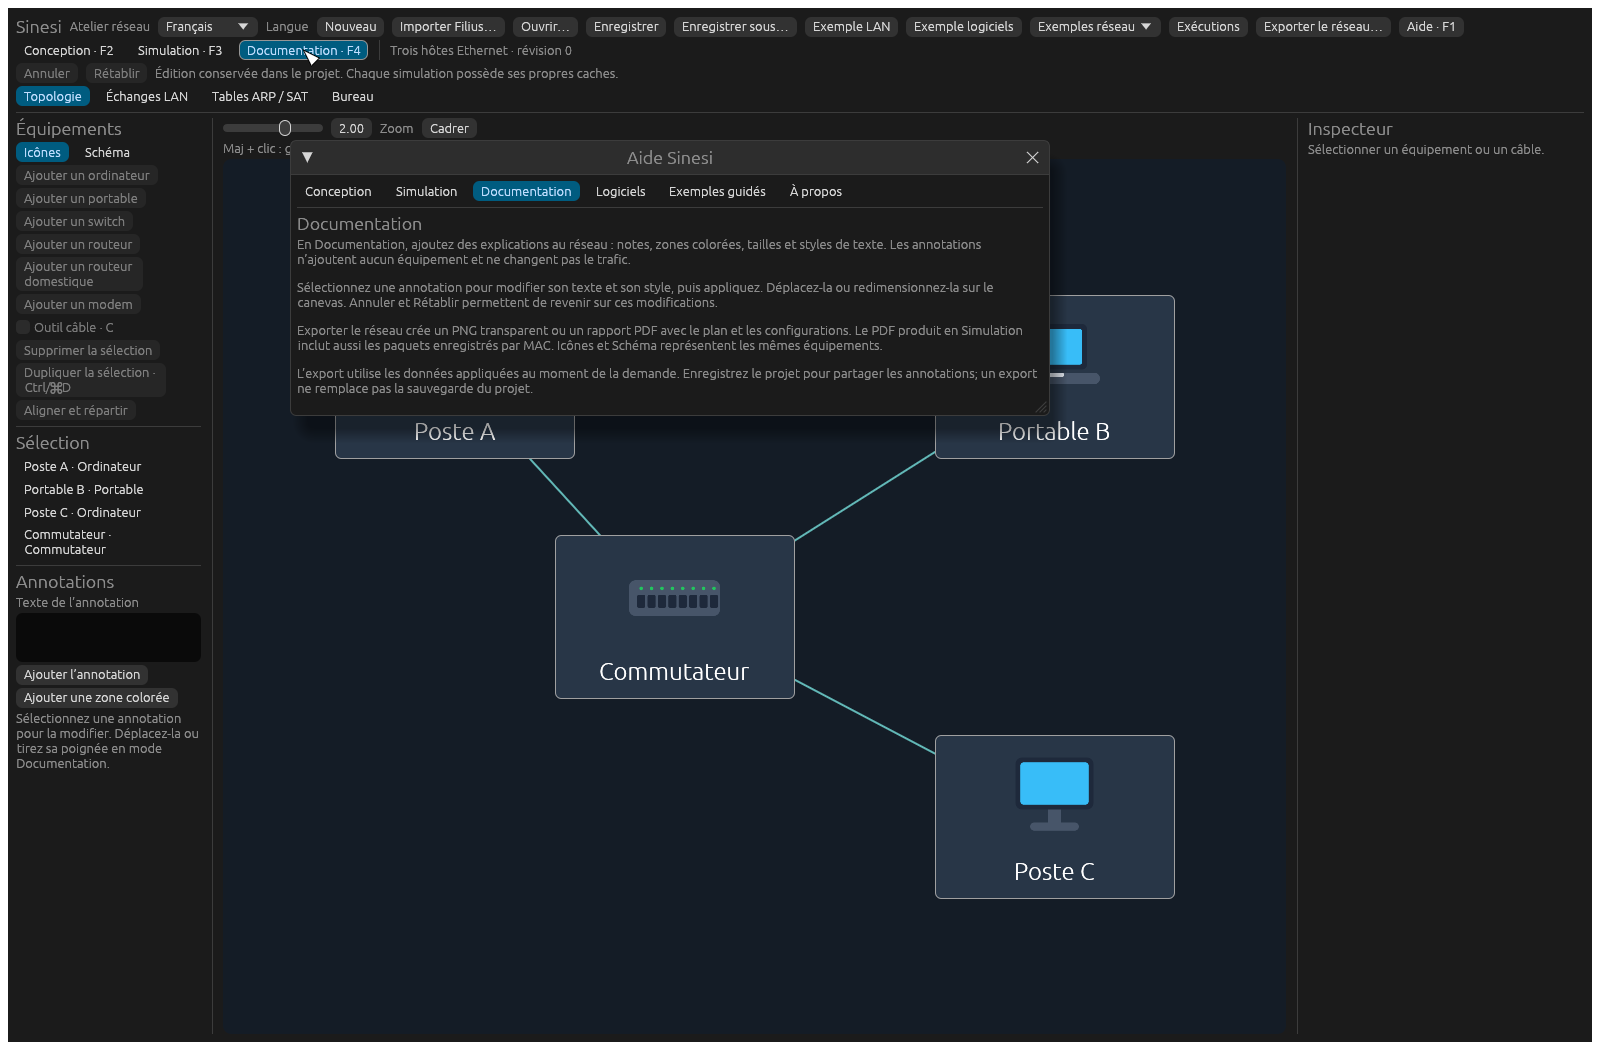 Sinesi Atelier réseau Français Langue Nouveau Importer Filius… Ouvrir… Enregistrer Enregistrer sous… Exemple LAN Exemple logiciels Exemples réseau Exécutions Exporter le réseau… Aide · F1
Conception · F2 Simulation · F3 Documentation · F4 Trois hôtes Ethernet · révision 0
Annuler Rétablir Édition conservée dans le projet. Chaque simulation possède ses propres caches.
Topologie Échanges LAN Tables ARP / SAT Bureau
Équipements
Icônes Schéma
Ajouter un ordinateur
Ajouter un portable
Ajouter un switch
Ajouter un routeur
Ajouter un routeur
domestique
Ajouter un modem
Outil câble · C
Supprimer la sélection
Dupliquer la sélection ·
Ctrl/⌘D
Aligner et répartir
Sélection
Poste A · Ordinateur
Portable B · Portable
Poste C · Ordinateur
Commutateur ·
Commutateur
Annotations
Texte de l’annotation
Ajouter l’annotation
Ajouter une zone colorée
Sélectionnez une annotation
pour la modifier. Déplacez-la ou
tirez sa poignée en mode
Documentation.
2.00 Zoom Cadrer
Maj + clic :
Aide Sinesi
Conception Simulation Documentation Logiciels Exemples guidés À propos
Documentation
En Documentation, ajoutez des explications au réseau : notes, zones colorées, tailles et styles de texte. Les annotations
n’ajoutent aucun équipement et ne changent pas le trafic.
Sélectionnez une annotation pour modifier son texte et son style, puis appliquez. Déplacez-la ou redimensionnez-la sur le
canevas. Annuler et Rétablir permettent de revenir sur ces modifications.
Exporter le réseau crée un PNG transparent ou un rapport PDF avec le plan et les configurations. Le PDF produit en Simulation
inclut aussi les paquets enregistrés par MAC. Icônes et Schéma représentent les mêmes équipements.
L’export utilise les données appliquées au moment de la demande. Enregistrez le projet pour partager les annotations; un export
ne remplace pas la sauvegarde du projet.
Poste A
Portable B
Commutateur
Poste C
Inspecteur
Sélectionner un équipement ou un câble.